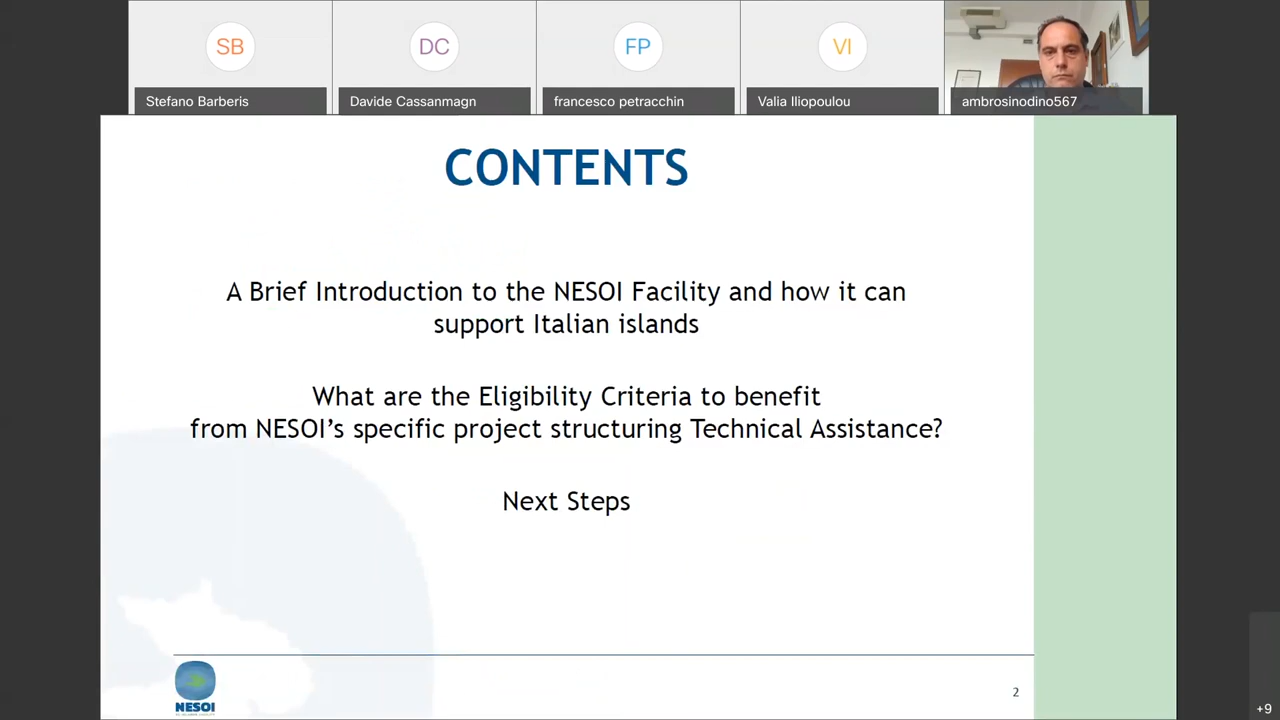 SB
DC
FP
VI
Stefano Barberis
Davide Cassanmagn
francesco petracchin
Valia Iliopoulou
ambrosinodino567
CONTENTS
A Brief Introduction to the NESOI Facility and how it can
support Italian islands
What are the Eligibility Criteria to benefit
from NESOI's specific project structuring Technical Assistance?
Next Steps
NESOI
2
+9